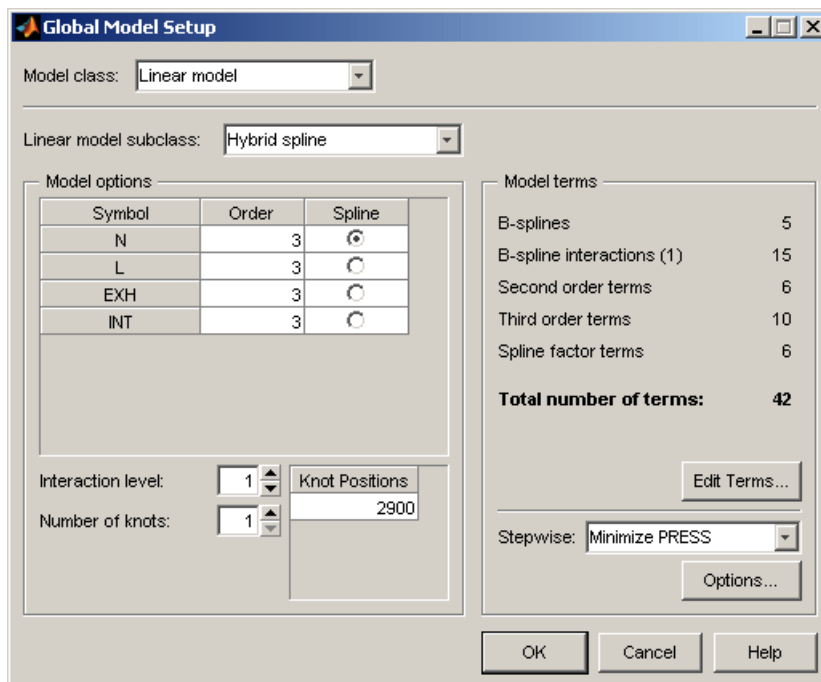 Global Model Setup
Model class: Linear model
Linear model subclass: Hybrid spline
Model options
Symbol Order Spline
N 3
L 3
EXH 3
INT 3
Interaction level: 1
Number of knots: 1
Knot Positions
2900
Model terms
B-splines 5
B-spline interactions (1) 15
Second order terms 6
Third order terms 10
Spline factor terms 6
Total number of terms: 42
Edit Terms...
Stepwise: Minimize PRESS
Options...
OK Cancel Help